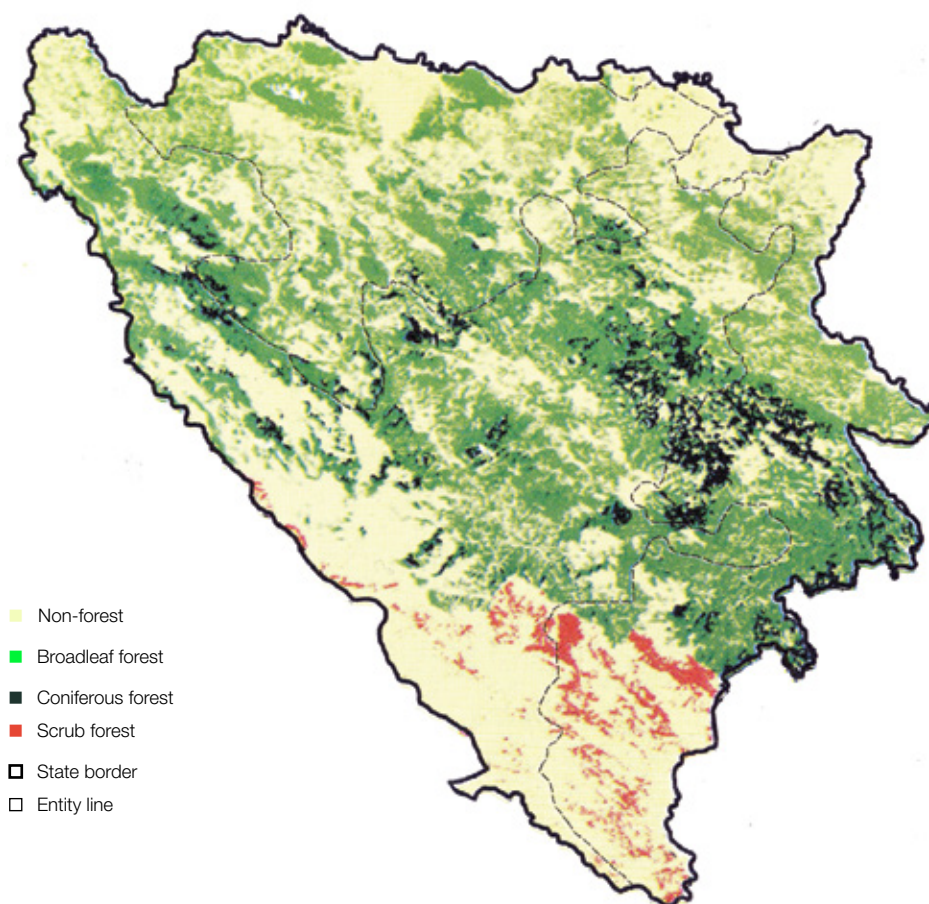 Non-forest
Broadleaf forest
Coniferous forest
Scrub forest
State border
Entity line